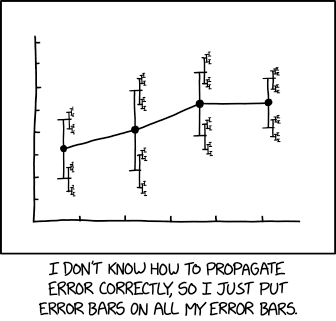 I DON'T KNOW HOW TO PROPAGATE
ERROR CORRECTLY, SO I JUST PUT
ERROR BARS ON ALL MY ERROR BARS.